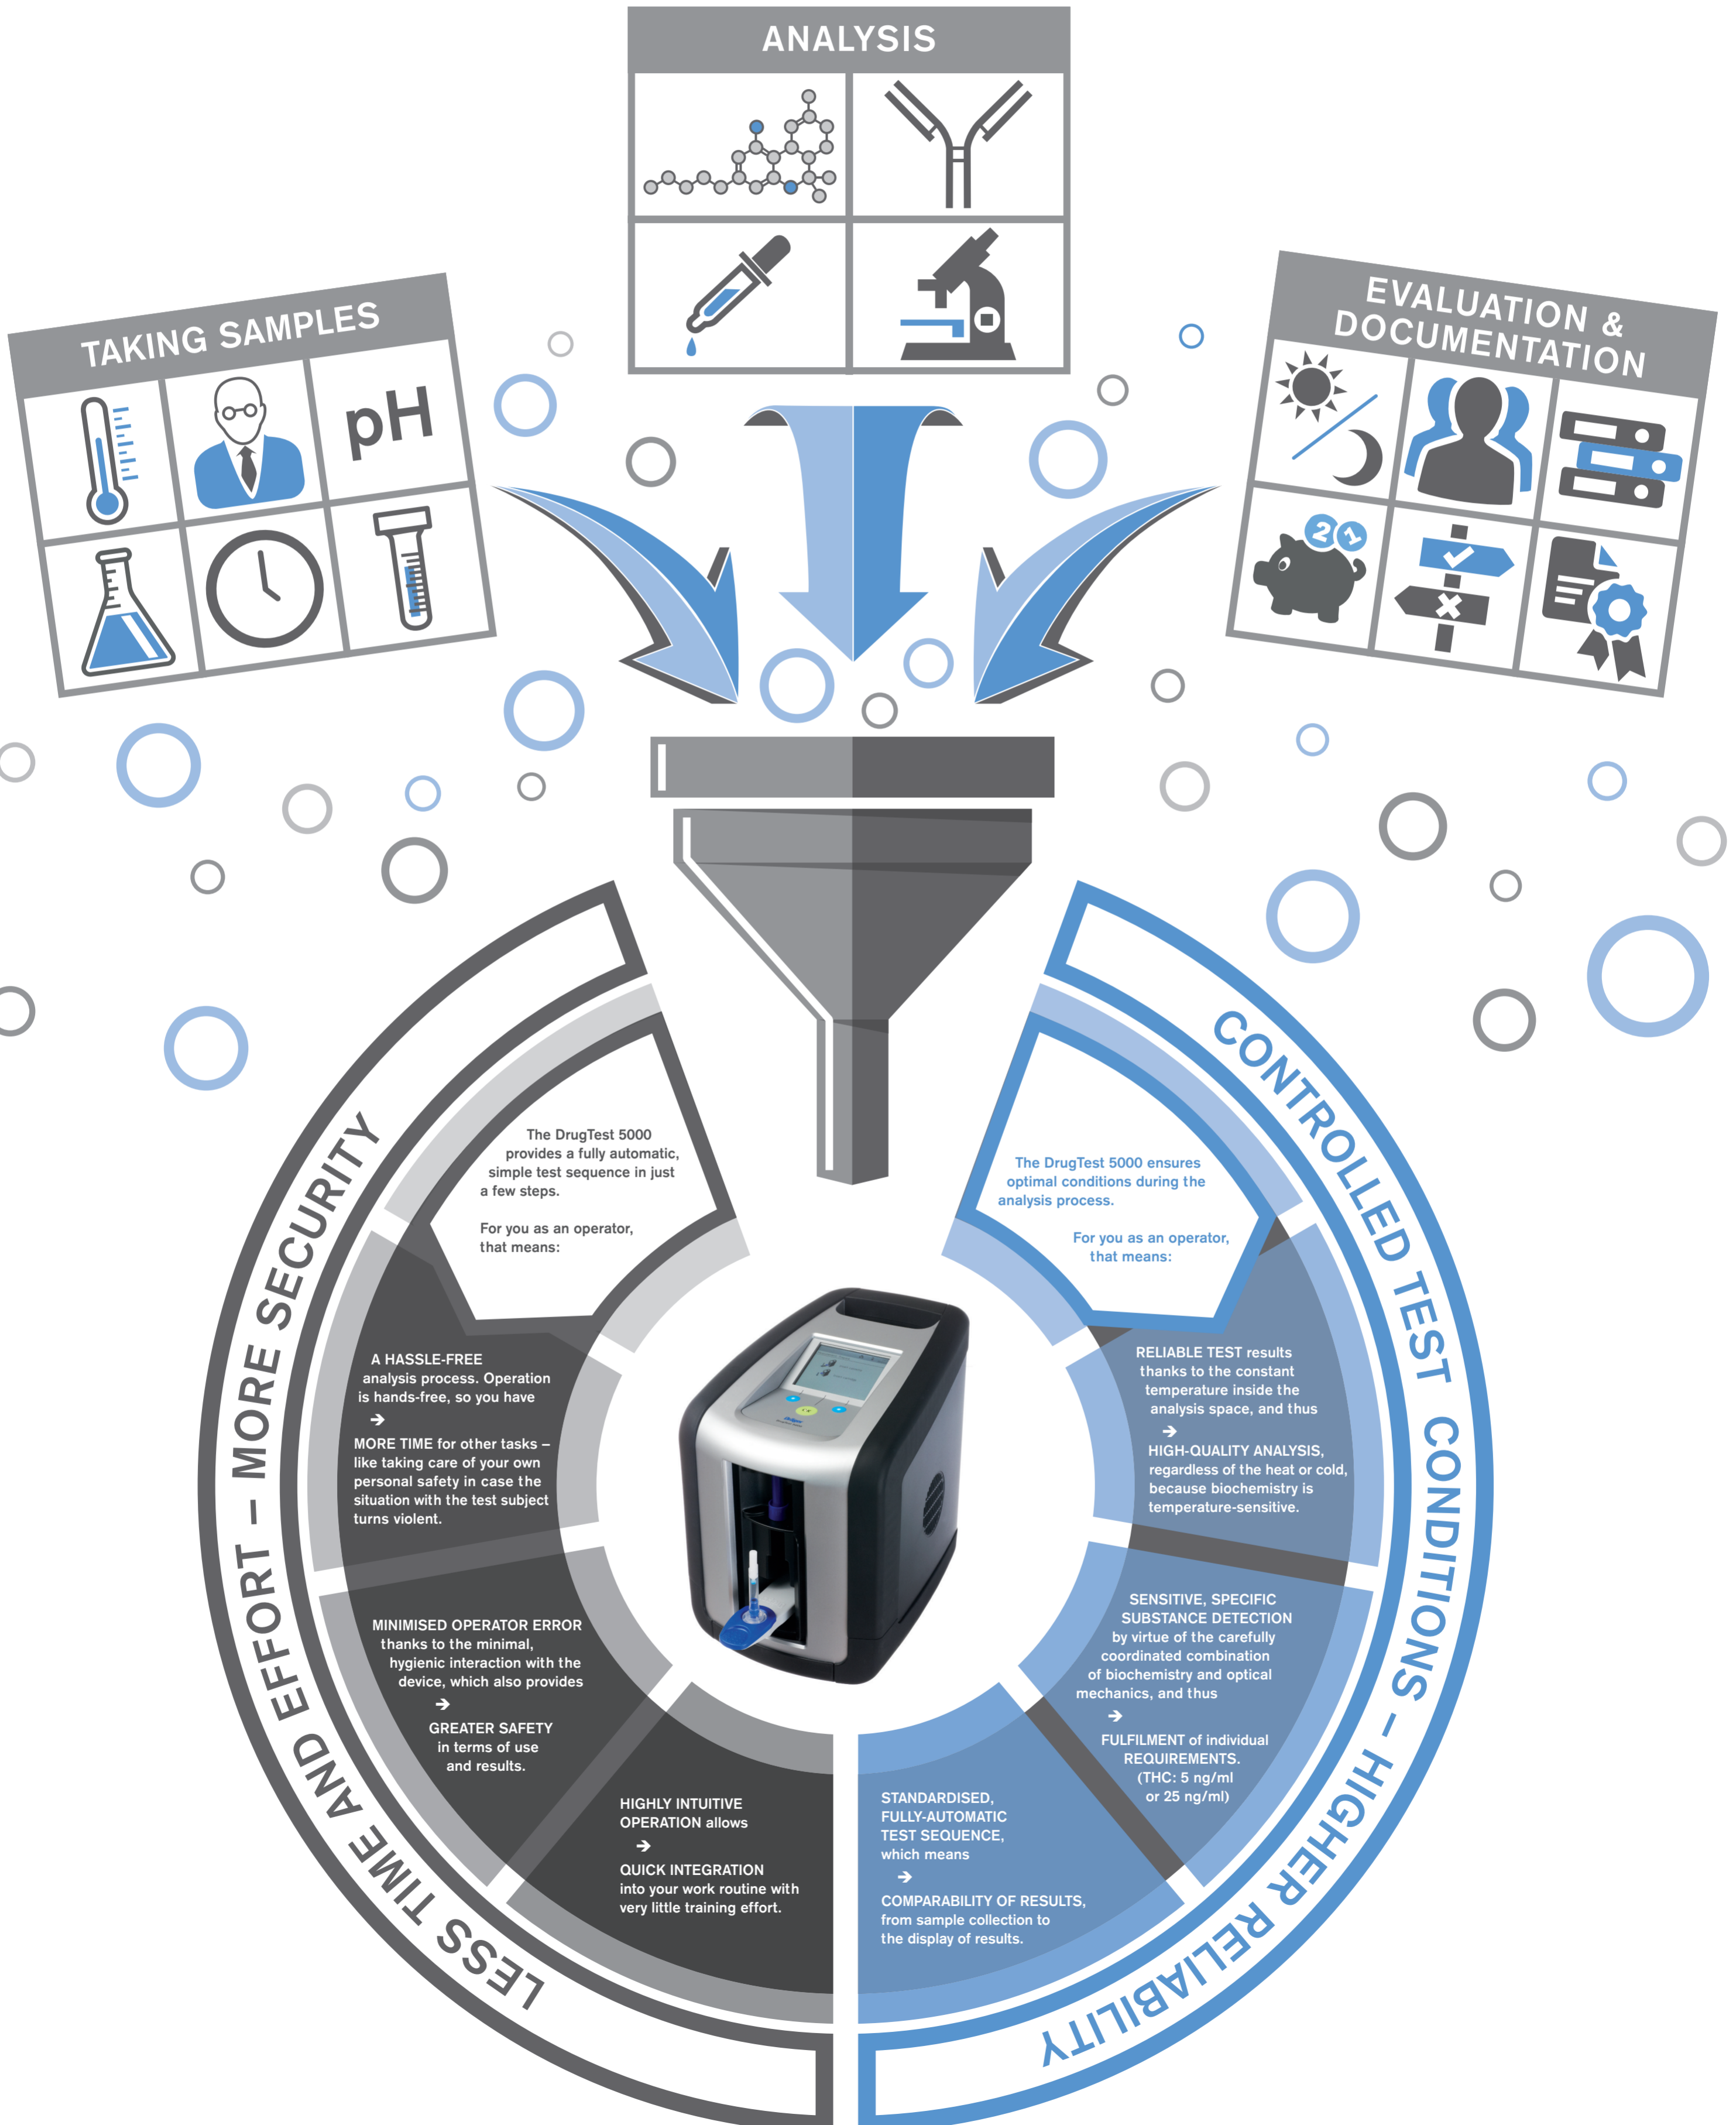 ANALYSIS
TAKING SAMPLES
pH
EVALUATION &
DOCUMENTATION
2 1
LESS TIME AND EFFORT – MORE SECURITY
The DrugTest 5000
provides a fully automatic,
simple test sequence in just
a few steps.
For you as an operator,
that means:
A HASSLE-FREE
analysis process. Operation
is hands-free, so you have
→
MORE TIME for other tasks –
like taking care of your own
personal safety in case the
situation with the test subject
turns violent.
MINIMISED OPERATOR ERROR
thanks to the minimal,
hygienic interaction with the
device, which also provides
→
GREATER SAFETY
in terms of use
and results.
HIGHLY INTUITIVE
OPERATION allows
→
QUICK INTEGRATION
into your work routine with
very little training effort.
CONTROLLED TEST CONDITIONS – HIGHER RELIABILITY
The DrugTest 5000 ensures
optimal conditions during the
analysis process.
For you as an operator,
that means:
RELIABLE TEST results
thanks to the constant
temperature inside the
analysis space, and thus
→
HIGH-QUALITY ANALYSIS,
regardless of the heat or cold,
because biochemistry is
temperature-sensitive.
SENSITIVE, SPECIFIC
SUBSTANCE DETECTION
by virtue of the carefully
coordinated combination
of biochemistry and optical
mechanics, and thus
→
FULFILMENT of individual
REQUIREMENTS.
(THC: 5 ng/ml
or 25 ng/ml)
STANDARDISED,
FULLY-AUTOMATIC
TEST SEQUENCE,
which means
→
COMPARABILITY OF RESULTS,
from sample collection to
the display of results.
Dräger